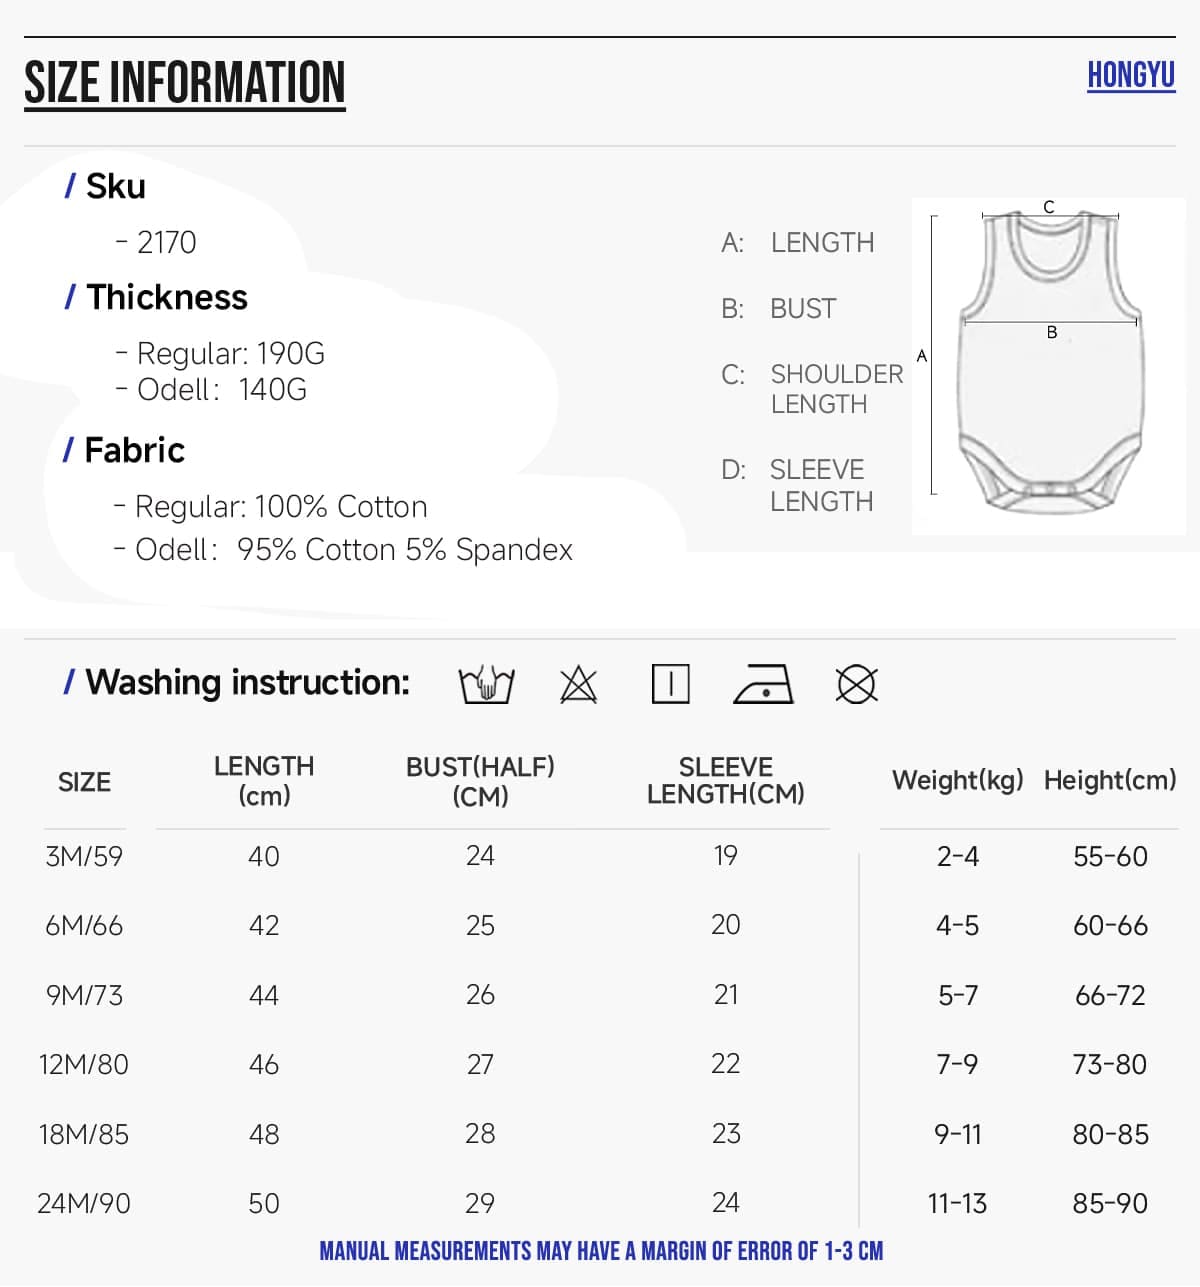 SIZE INFORMATION
HONGYU
/ Sku
- 2170
/ Thickness
- Regular: 190G
- Odell: 140G
/ Fabric
- Regular: 100% Cotton
- Odell: 95% Cotton 5% Spandex
A: LENGTH
B: BUST
C: SHOULDER
LENGTH
D: SLEEVE
LENGTH
C
B
A
/ Washing instruction:
SIZE LENGTH (cm) BUST(HALF) (CM) SLEEVE LENGTH(CM) Weight(kg) Height(cm)
3M/59 40 24 19 2-4 55-60
6M/66 42 25 20 4-5 60-66
9M/73 44 26 21 5-7 66-72
12M/80 46 27 22 7-9 73-80
18M/85 48 28 23 9-11 80-85
24M/90 50 29 24 11-13 85-90
MANUAL MEASUREMENTS MAY HAVE A MARGIN OF ERROR OF 1-3 CM